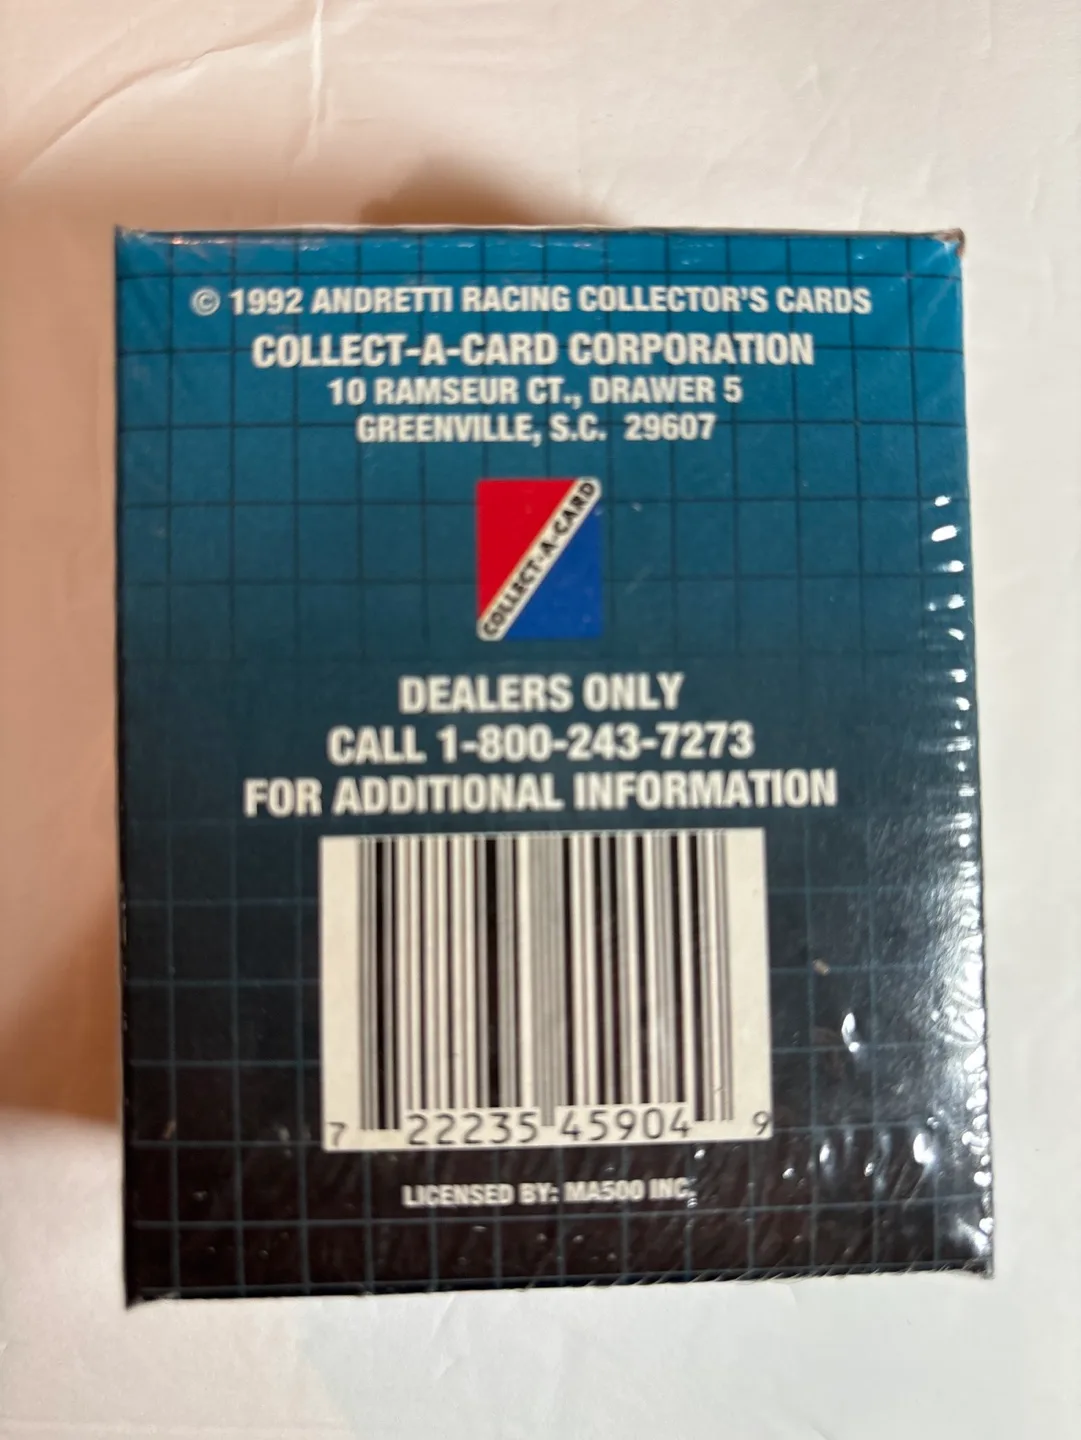 © 1992 ANDRETTI RACING COLLECTOR'S CARDS
COLLECT-A-CARD CORPORATION
10 RAMSEUR CT., DRAWER 5
GREENVILLE, S.C. 29607
COLLECT-A-CARD
DEALERS ONLY
CALL 1-800-243-7273
FOR ADDITIONAL INFORMATION
7 22235 45904 9
LICENSED BY: MA500 INC.